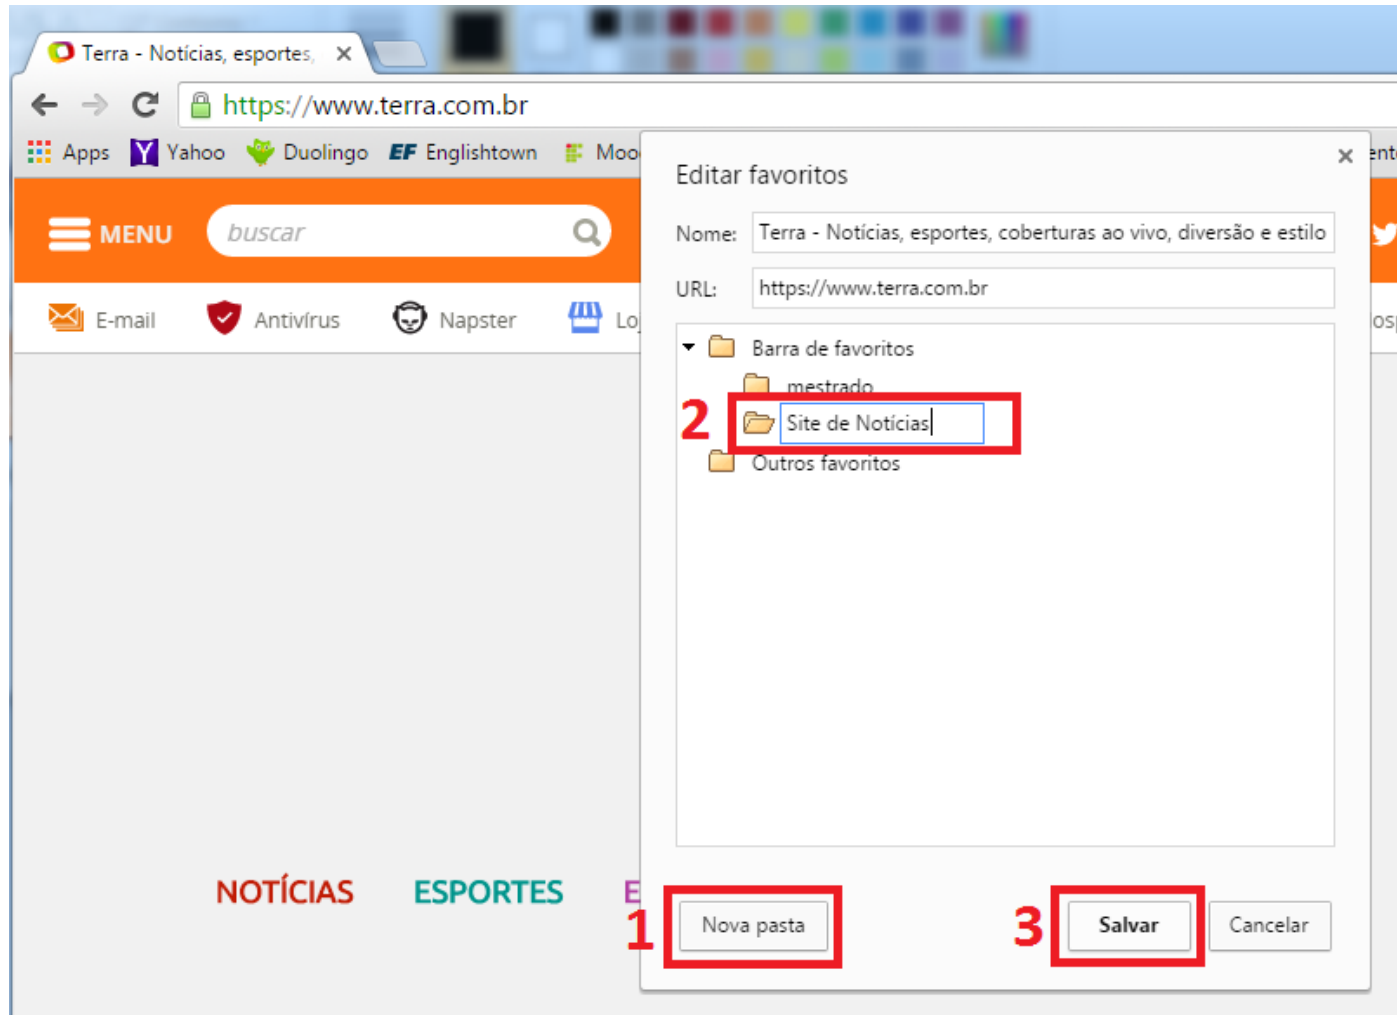 Terra - Notícias, esportes,
https://www.terra.com.br
Apps Yahoo Duolingo EF Englishtown
Editar favoritos
MENU buscar
Nome: Terra - Notícias, esportes, coberturas ao vivo, diversão e estilo
URL: https://www.terra.com.br
E-mail Antivírus Napster
Barra de favoritos
mestrado
2 Site de Notícias
Outros favoritos
NOTÍCIAS ESPORTES E
1 Nova pasta 3 Salvar Cancelar